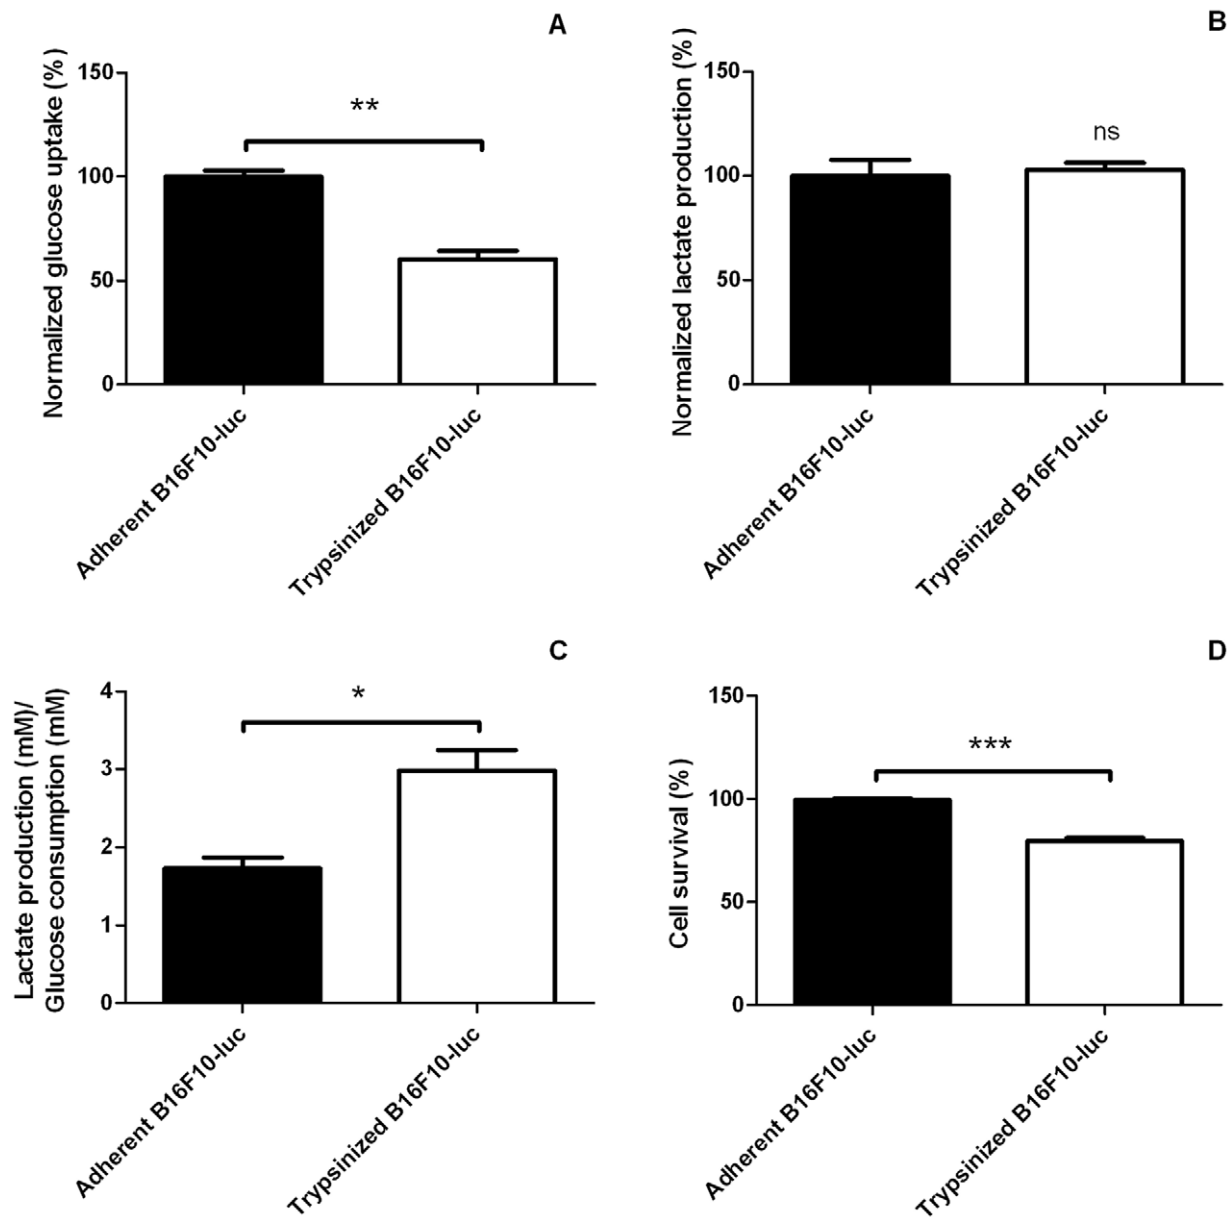 A
Normalized glucose uptake (%)
150
100
50
0
**
Adherent B16F10-luc
Trypsinized B16F10-luc
B
Normalized lactate production (%)
150
100
50
0
ns
Adherent B16F10-luc
Trypsinized B16F10-luc
C
Lactate production (mM)/
Glucose consumption (mM)
4
3
2
1
0
*
Adherent B16F10-luc
Trypsinized B16F10-luc
D
Cell survival (%)
150
100
50
0
***
Adherent B16F10-luc
Trypsinized B16F10-luc